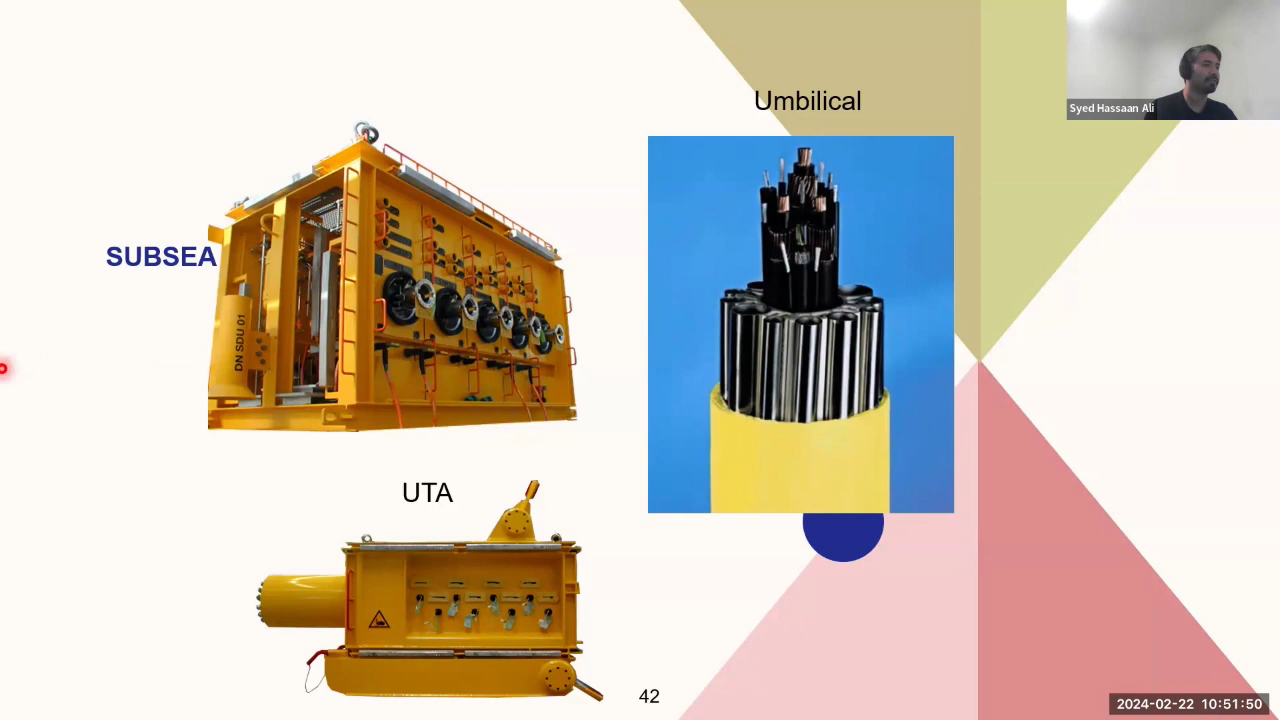 Umbilical
Syed Hassaan Ali
SUBSEA
DN SDU 01
UTA
42
2024-02-22 10:51:50